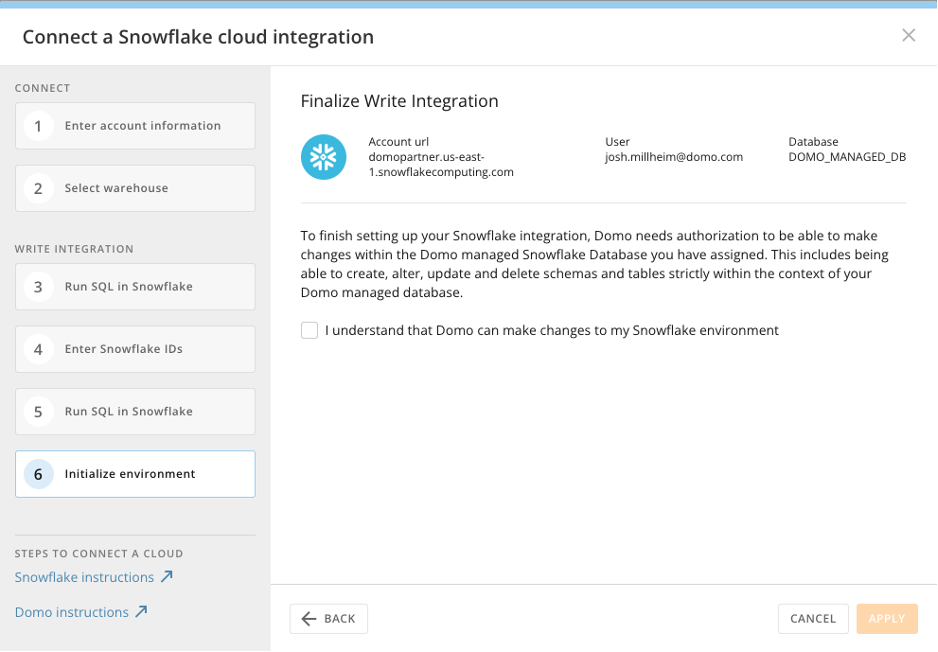 Connect a Snowflake cloud integration
CONNECT
1 Enter account information
2 Select warehouse
WRITE INTEGRATION
3 Run SQL in Snowflake
4 Enter Snowflake IDs
5 Run SQL in Snowflake
6 Initialize environment
STEPS TO CONNECT A CLOUD
Snowflake instructions
Domo instructions
Finalize Write Integration
Account url
domopartner.us-east-
1.snowflakecomputing.com
User
josh.millheim@domo.com
Database
DOMO_MANAGED_DB
To finish setting up your Snowflake integration, Domo needs authorization to be able to make
changes within the Domo managed Snowflake Database you have assigned. This includes being
able to create, alter, update and delete schemas and tables strictly within the context of your
Domo managed database.
I understand that Domo can make changes to my Snowflake environment
BACK
CANCEL
APPLY